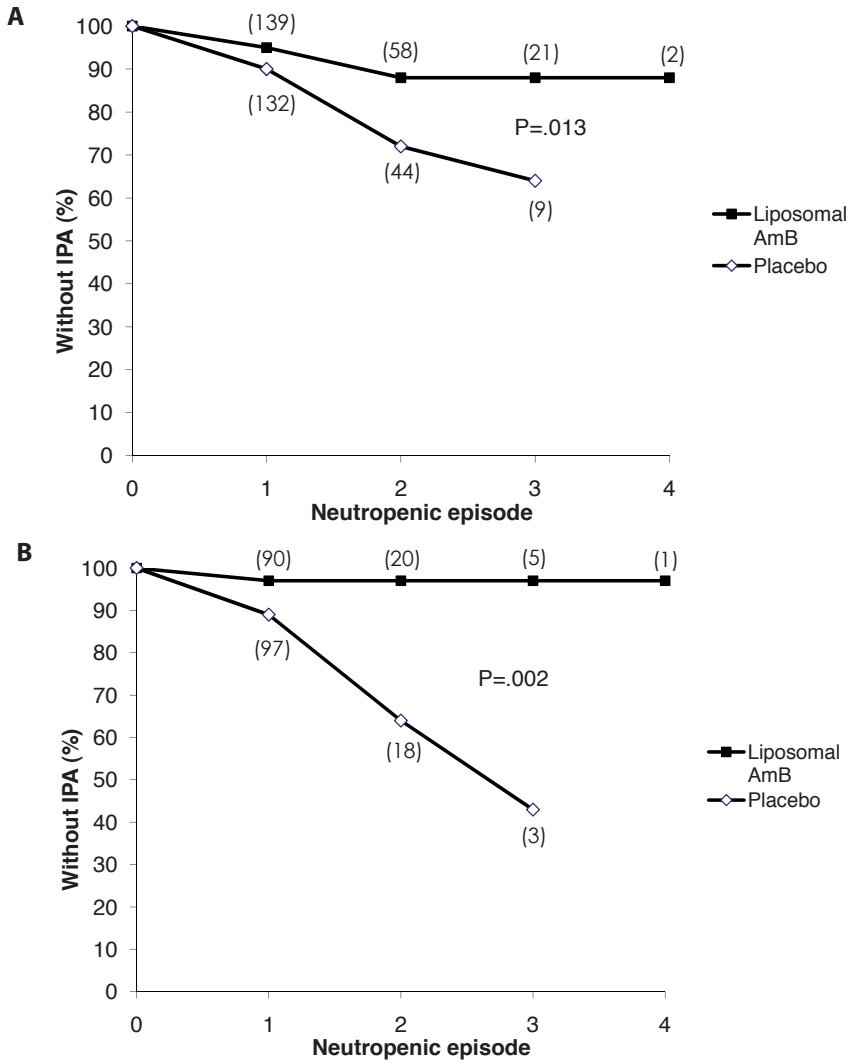 A
100
90
80
70
60
50
40
30
20
10
0
Without IPA (%)
(139)
(58)
(21)
(2)
(132)
(44)
(9)
P=.013
Liposomal
AmB
Placebo
0 1 2 3 4
Neutropenic episode
B
100
90
80
70
60
50
40
30
20
10
0
Without IPA (%)
(90)
(20)
(5)
(1)
(97)
(18)
(3)
P=.002
Liposomal
AmB
Placebo
0 1 2 3 4
Neutropenic episode